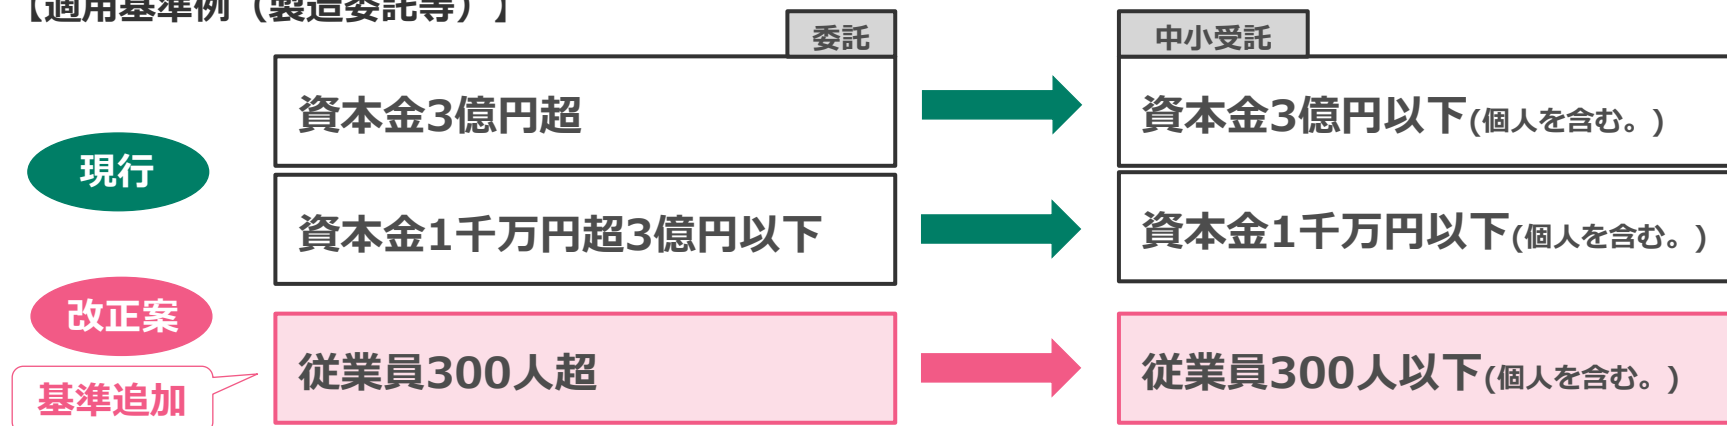 【適用基準例（製造委託等）】
委託
中小受託
現行
資本金3億円超
資本金3億円以下(個人を含む。)
資本金1千万円超3億円以下
資本金1千万円以下(個人を含む。)
改正案
基準追加
従業員300人超
従業員300人以下(個人を含む。)